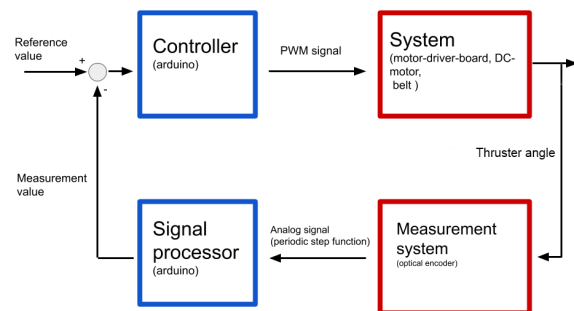 Reference
value
+
-
Controller
(arduino)
PWM signal
System
(motor-driver-board, DC-
motor,
belt )
Thruster angle
Measurement
value
Signal
processor
(arduino)
Analog signal
(periodic step function)
Measurement
system
(optical encoder)